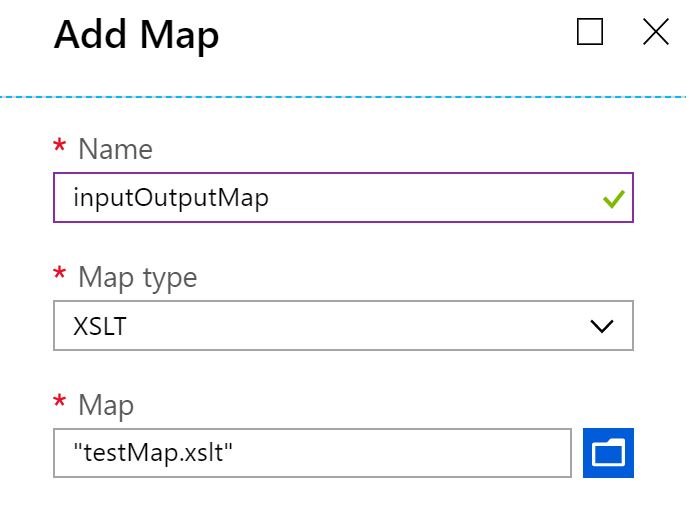 Add Map
* Name
inputOutputMap
* Map type
XSLT
* Map
"testMap.xslt"